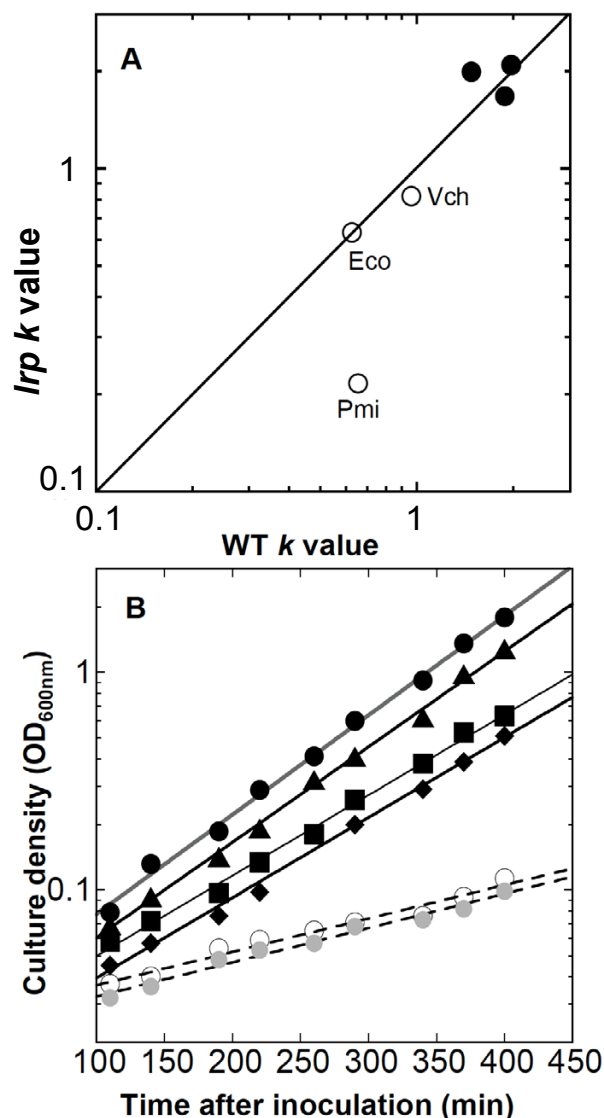 A
1
Vch
Eco
Pmi
lrp k value
0.1
0.1
1
WT k value
B
1
0.1
Culture density (OD600nm)
100 150 200 250 300 350 400 450
Time after inoculation (min)